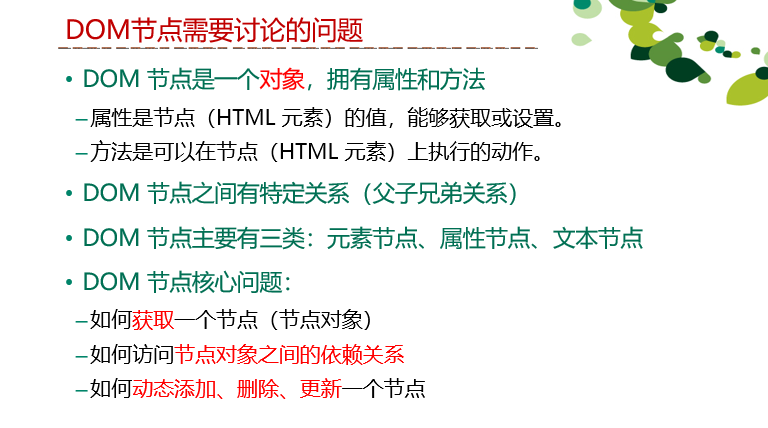 DOM节点需要讨论的问题
• DOM 节点是一个对象，拥有属性和方法
–属性是节点（HTML 元素）的值，能够获取或设置。
–方法是可以在节点（HTML 元素）上执行的动作。
• DOM 节点之间有特定关系（父子兄弟关系）
• DOM 节点主要有三类：元素节点、属性节点、文本节点
• DOM 节点核心问题：
–如何获取一个节点（节点对象）
–如何访问节点对象之间的依赖关系
–如何动态添加、删除、更新一个节点